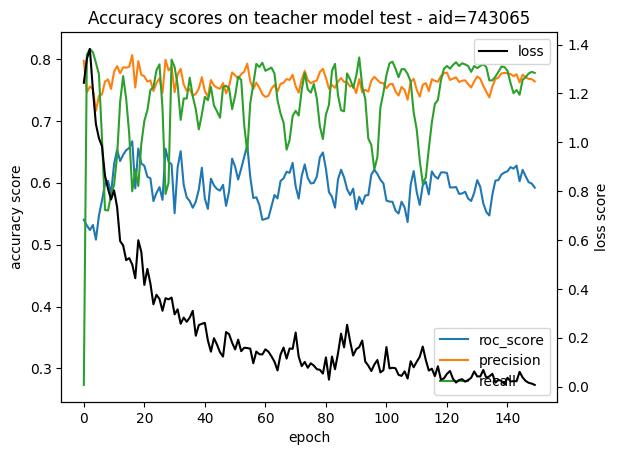 Accuracy scores on teacher model test - aid=743065
loss
accuracy score
0.8
0.7
0.6
0.5
0.4
0.3
1.4
1.2
1.0
0.8
0.6
0.4
0.2
0.0
loss score
roc_score
precision
recall
0
20
40
60
80
100
120
140
epoch